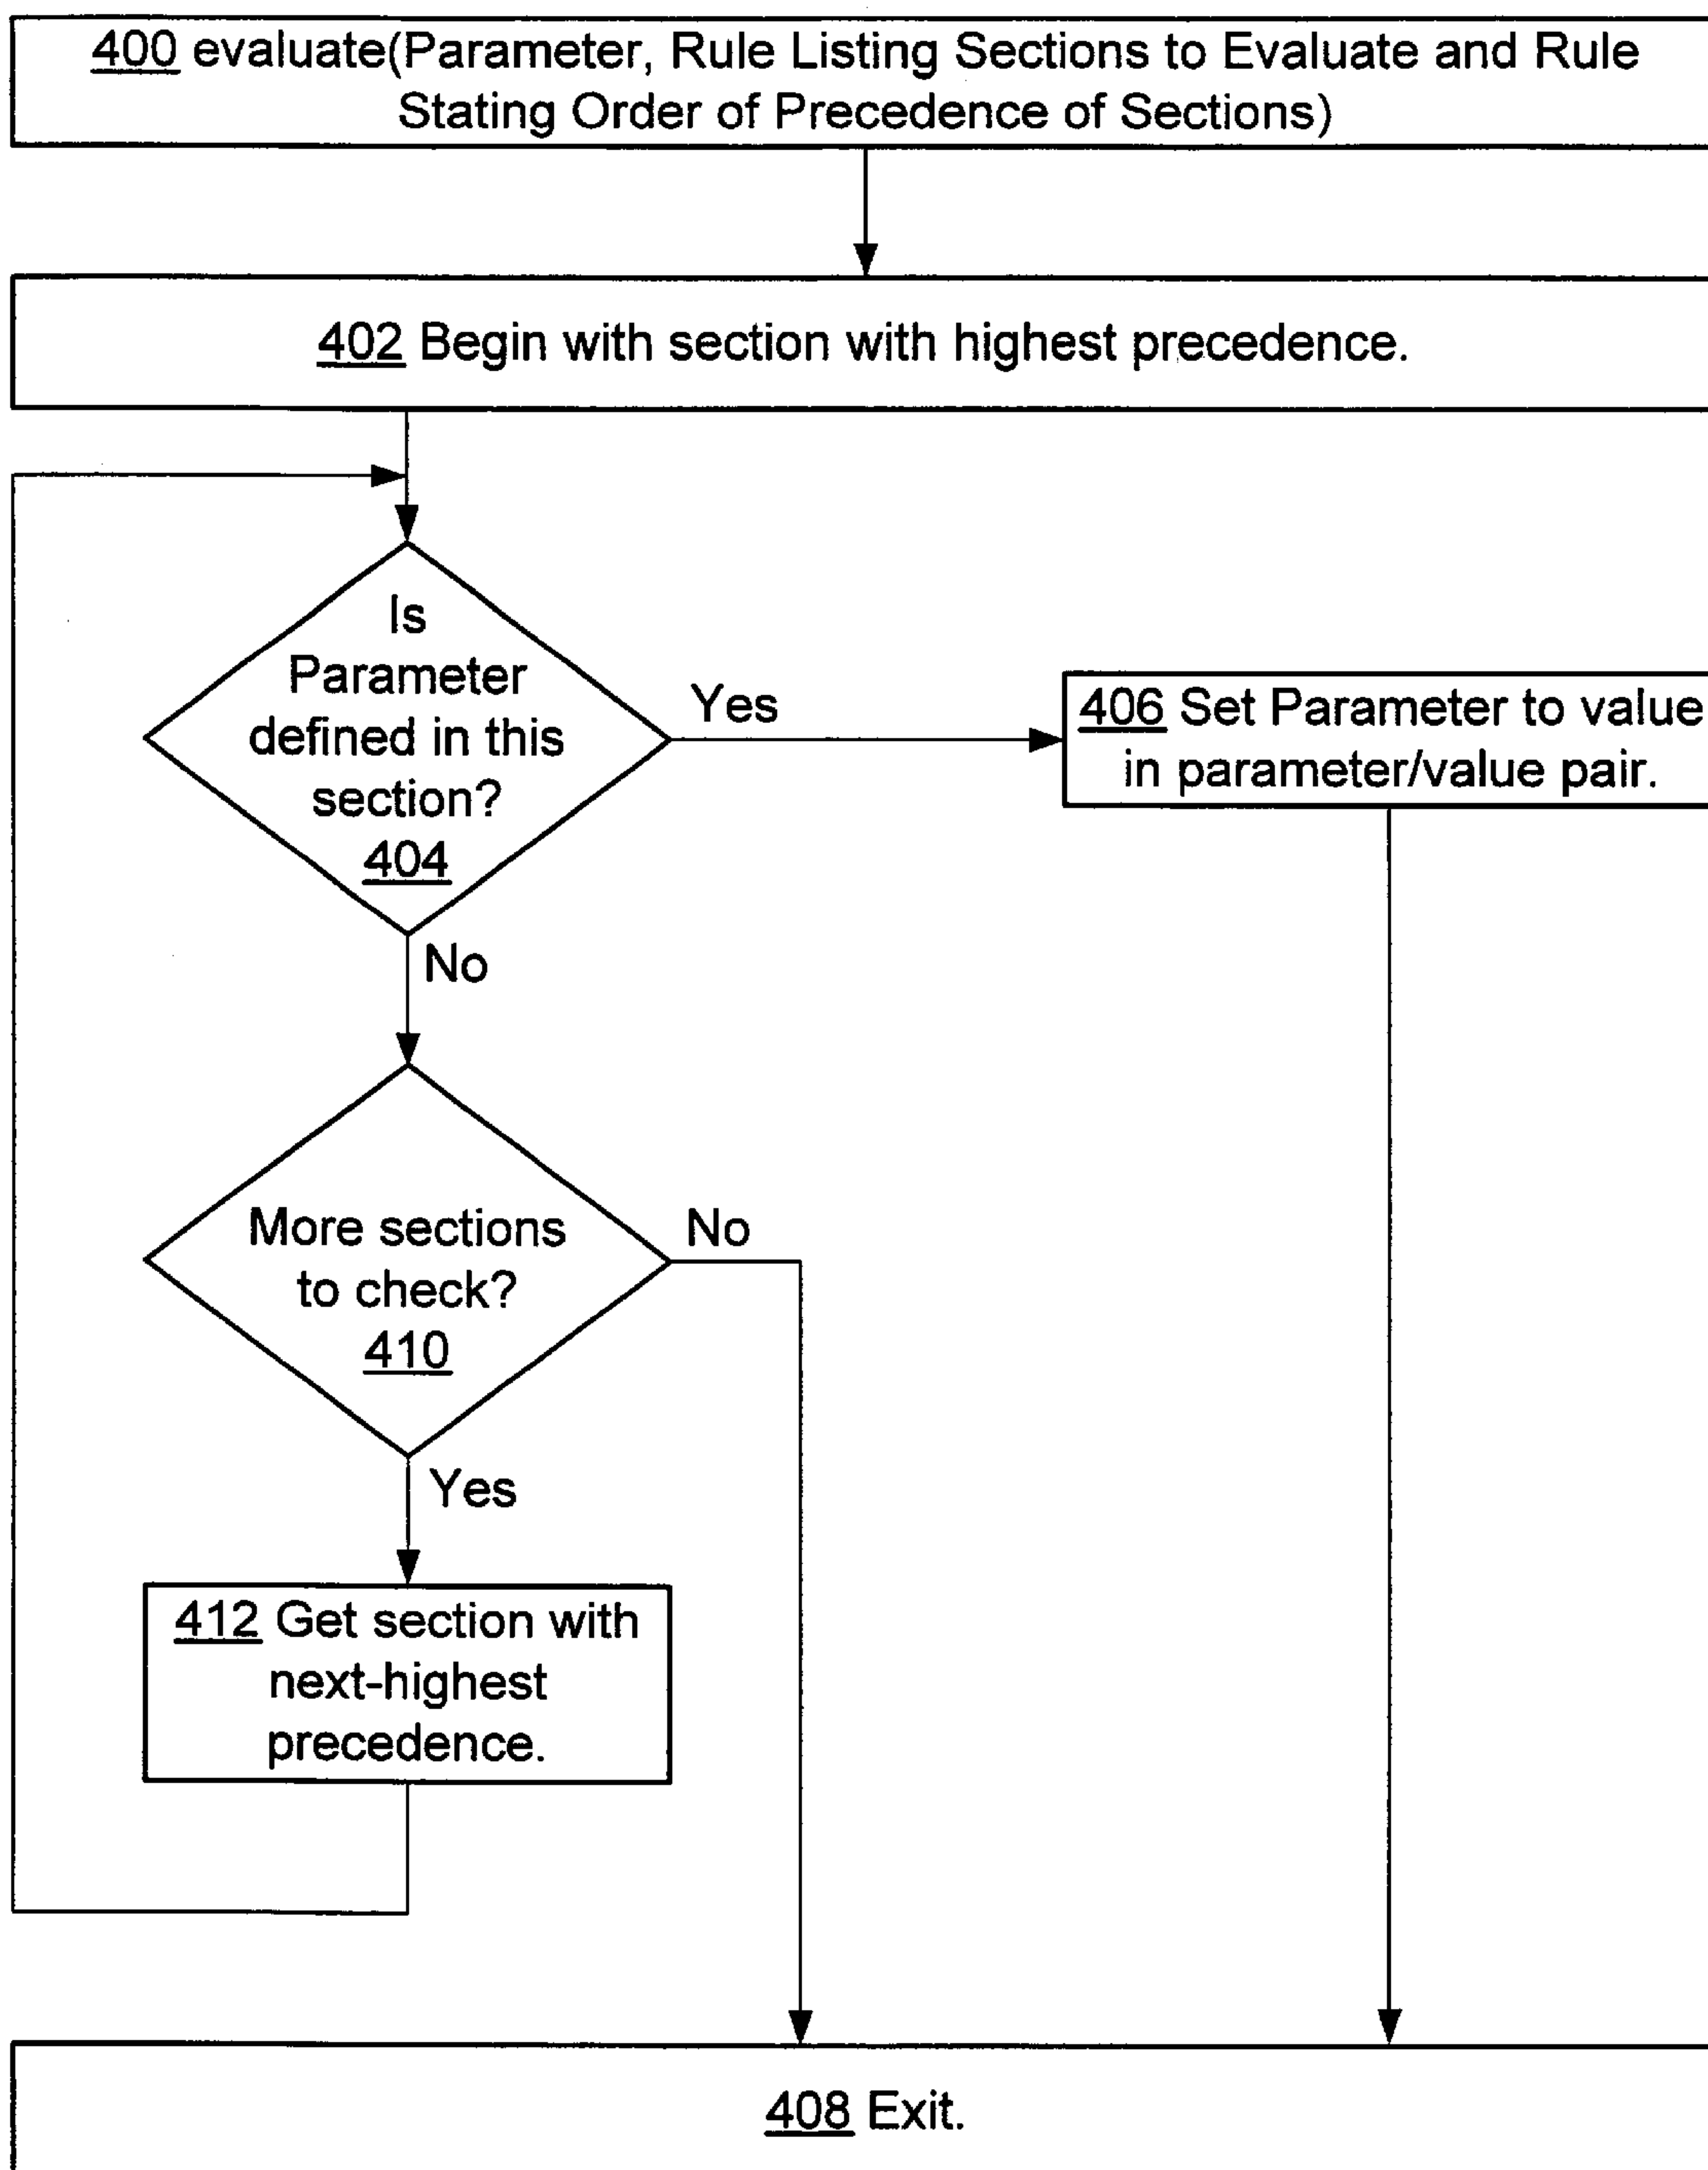 400 evaluate(Parameter, Rule Listing Sections to Evaluate and Rule
Stating Order of Precedence of Sections)
402 Begin with section with highest precedence.
Is
Parameter
defined in this
section?
404
Yes
406 Set Parameter to value
in parameter/value pair.
No
More sections
to check?
410
No
Yes
412 Get section with
next-highest
precedence.
408 Exit.